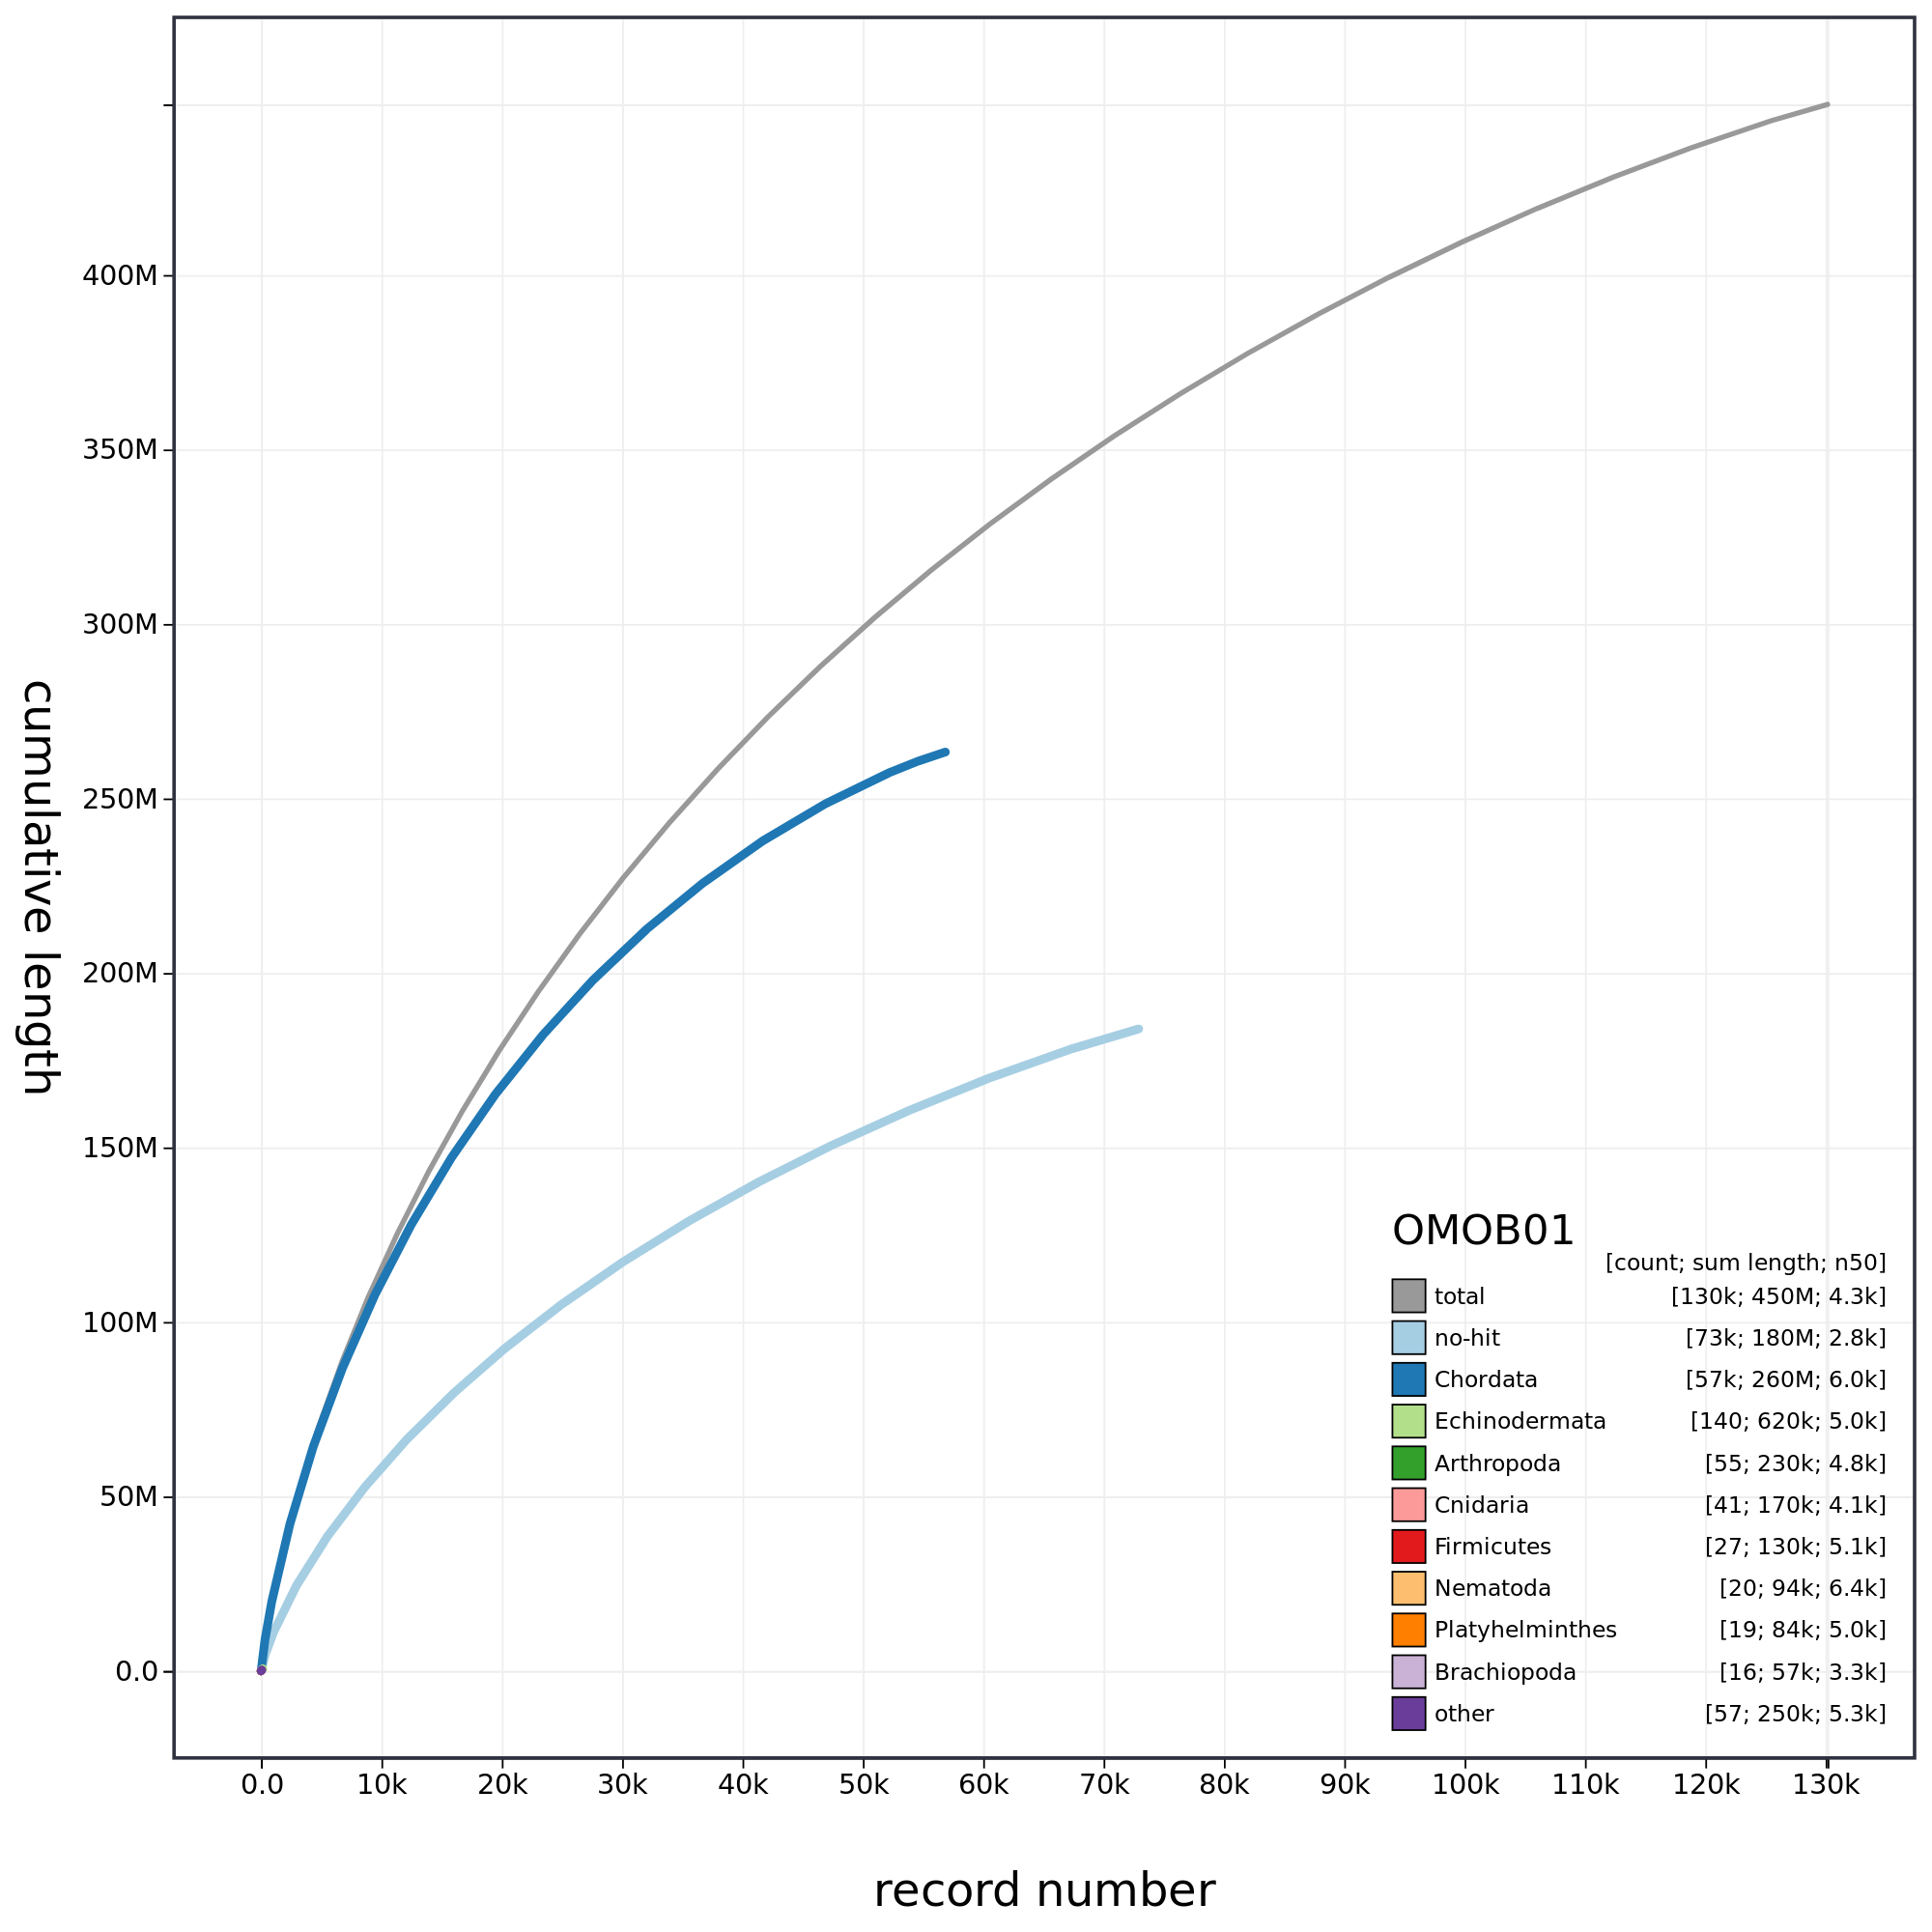 cumulative length
400M
350M
300M
250M
200M
150M
100M
50M
0.0
OMOB01
[count; sum length; n50]
total [130k; 450M; 4.3k]
no-hit [73k; 180M; 2.8k]
Chordata [57k; 260M; 6.0k]
Echinodermata [140; 620k; 5.0k]
Arthropoda [55; 230k; 4.8k]
Cnidaria [41; 170k; 4.1k]
Firmicutes [27; 130k; 5.1k]
Nematoda [20; 94k; 6.4k]
Platyhelminthes [19; 84k; 5.0k]
Brachiopoda [16; 57k; 3.3k]
other [57; 250k; 5.3k]
0.0 10k 20k 30k 40k 50k 60k 70k 80k 90k 100k 110k 120k 130k
record number